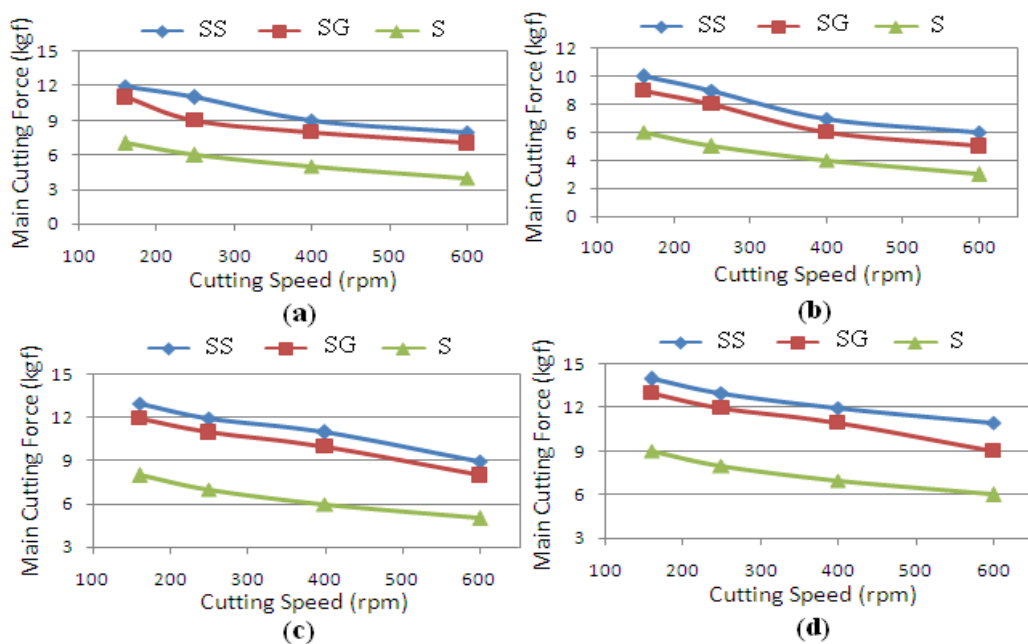 SS SG S
Main Cutting Force (kgf)
15
12
9
6
3
0
100 200 300 400 500 600
Cutting Speed (rpm)
(a)
SS SG S
Main Cutting Force (kgf)
12
10
8
6
4
2
0
100 200 300 400 500 600
Cutting Speed (rpm)
(b)
SS SG S
Main Cutting Force (kgf)
15
12
9
6
3
100 200 300 400 500 600
Cutting Speed (rpm)
(c)
SS SG S
Main Cutting Force (kgf)
15
12
9
6
3
100 200 300 400 500 600
Cutting Speed (rpm)
(d)